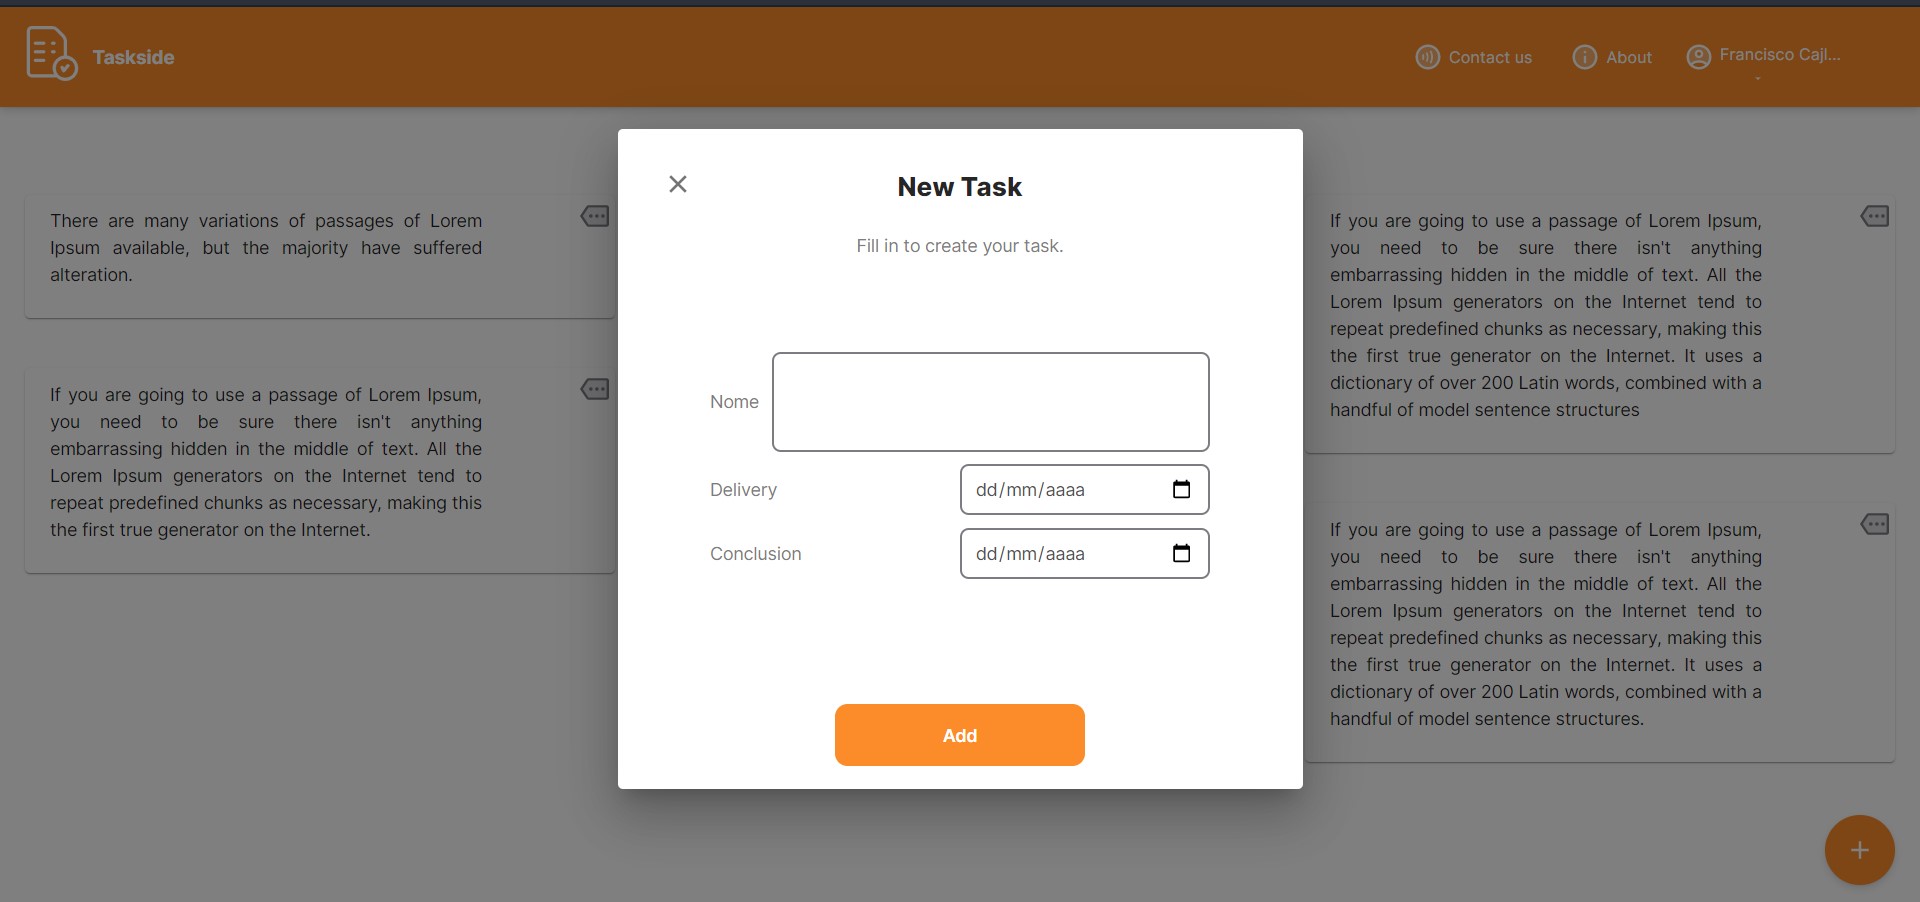 Taskside
Contact us
About
Francisco Cajl...
There are many variations of passages of Lorem
Ipsum available, but the majority have suffered
alteration.
If you are going to use a passage of Lorem Ipsum,
you need to be sure there isn't anything
embarrassing hidden in the middle of text. All the
Lorem Ipsum generators on the Internet tend to
repeat predefined chunks as necessary, making this
the first true generator on the Internet.
New Task
Fill in to create your task.
Nome
Delivery
dd/mm/aaaa
Conclusion
dd/mm/aaaa
Add
If you are going to use a passage of Lorem Ipsum,
you need to be sure there isn't anything
embarrassing hidden in the middle of text. All the
Lorem Ipsum generators on the Internet tend to
repeat predefined chunks as necessary, making this
the first true generator on the Internet. It uses a
dictionary of over 200 Latin words, combined with a
handful of model sentence structures
If you are going to use a passage of Lorem Ipsum,
you need to be sure there isn't anything
embarrassing hidden in the middle of text. All the
Lorem Ipsum generators on the Internet tend to
repeat predefined chunks as necessary, making this
the first true generator on the Internet. It uses a
dictionary of over 200 Latin words, combined with a
handful of model sentence structures.